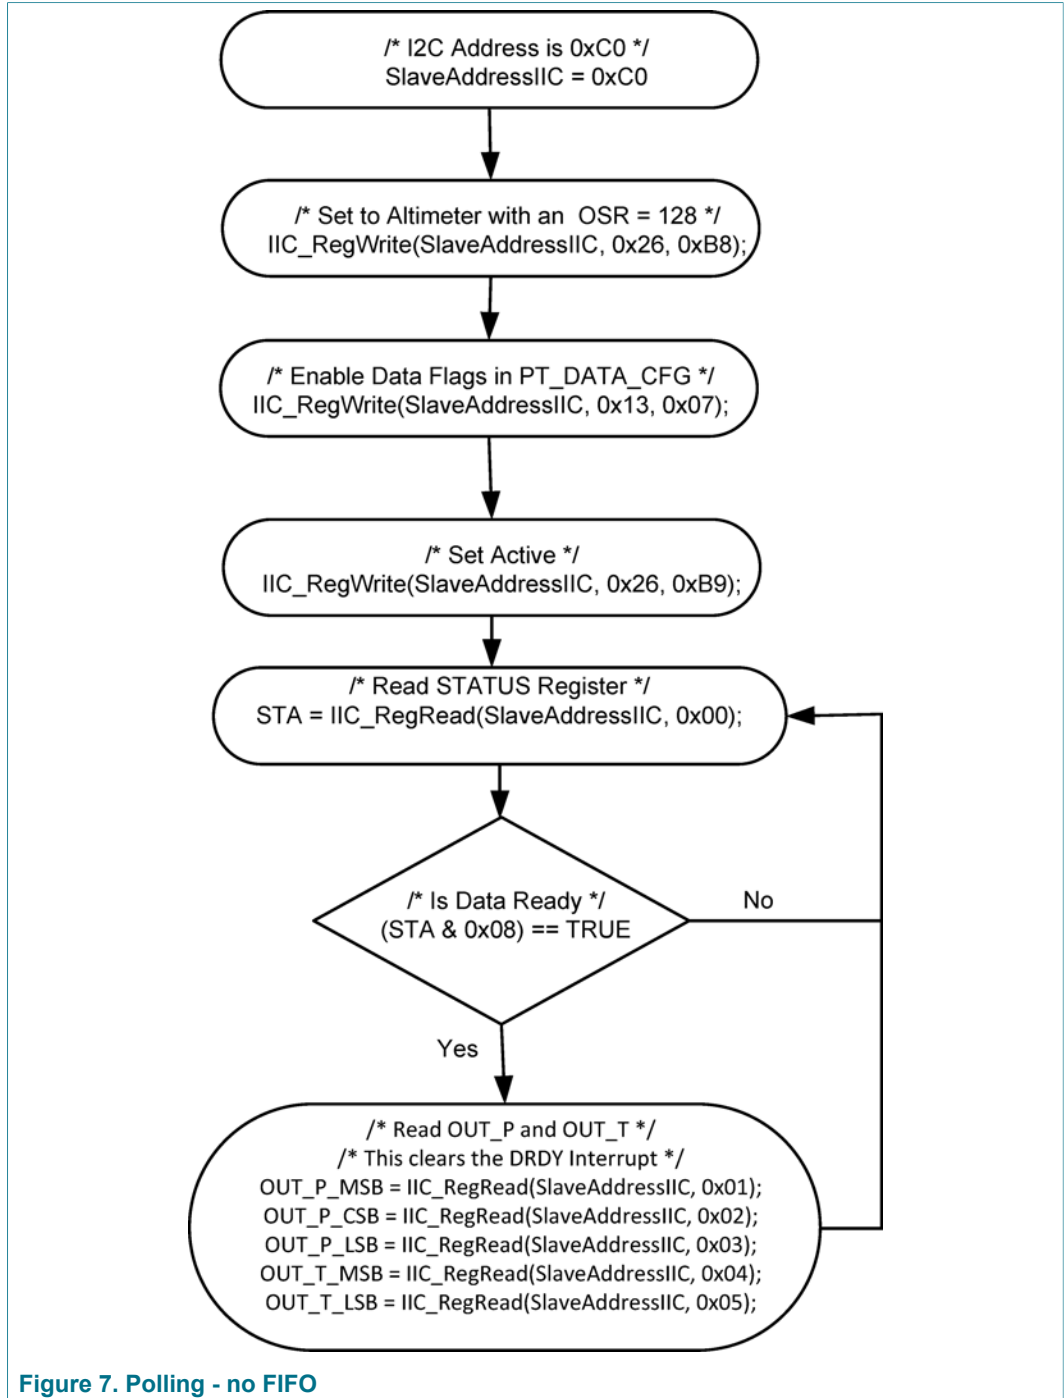 /* I2C Address is 0xC0 */
SlaveAddressIIC = 0xC0
/* Set to Altimeter with an OSR = 128 */
IIC_RegWrite(SlaveAddressIIC, 0x26, 0xB8);
/* Enable Data Flags in PT_DATA_CFG */
IIC_RegWrite(SlaveAddressIIC, 0x13, 0x07);
/* Set Active */
IIC_RegWrite(SlaveAddressIIC, 0x26, 0xB9);
/* Read STATUS Register */
STA = IIC_RegRead(SlaveAddressIIC, 0x00);
/* Is Data Ready */
(STA & 0x08) == TRUE
No
Yes
/* Read OUT_P and OUT_T */
/* This clears the DRDY Interrupt */
OUT_P_MSB = IIC_RegRead(SlaveAddressIIC, 0x01);
OUT_P_CSB = IIC_RegRead(SlaveAddressIIC, 0x02);
OUT_P_LSB = IIC_RegRead(SlaveAddressIIC, 0x03);
OUT_T_MSB = IIC_RegRead(SlaveAddressIIC, 0x04);
OUT_T_LSB = IIC_RegRead(SlaveAddressIIC, 0x05);
Figure 7. Polling - no FIFO